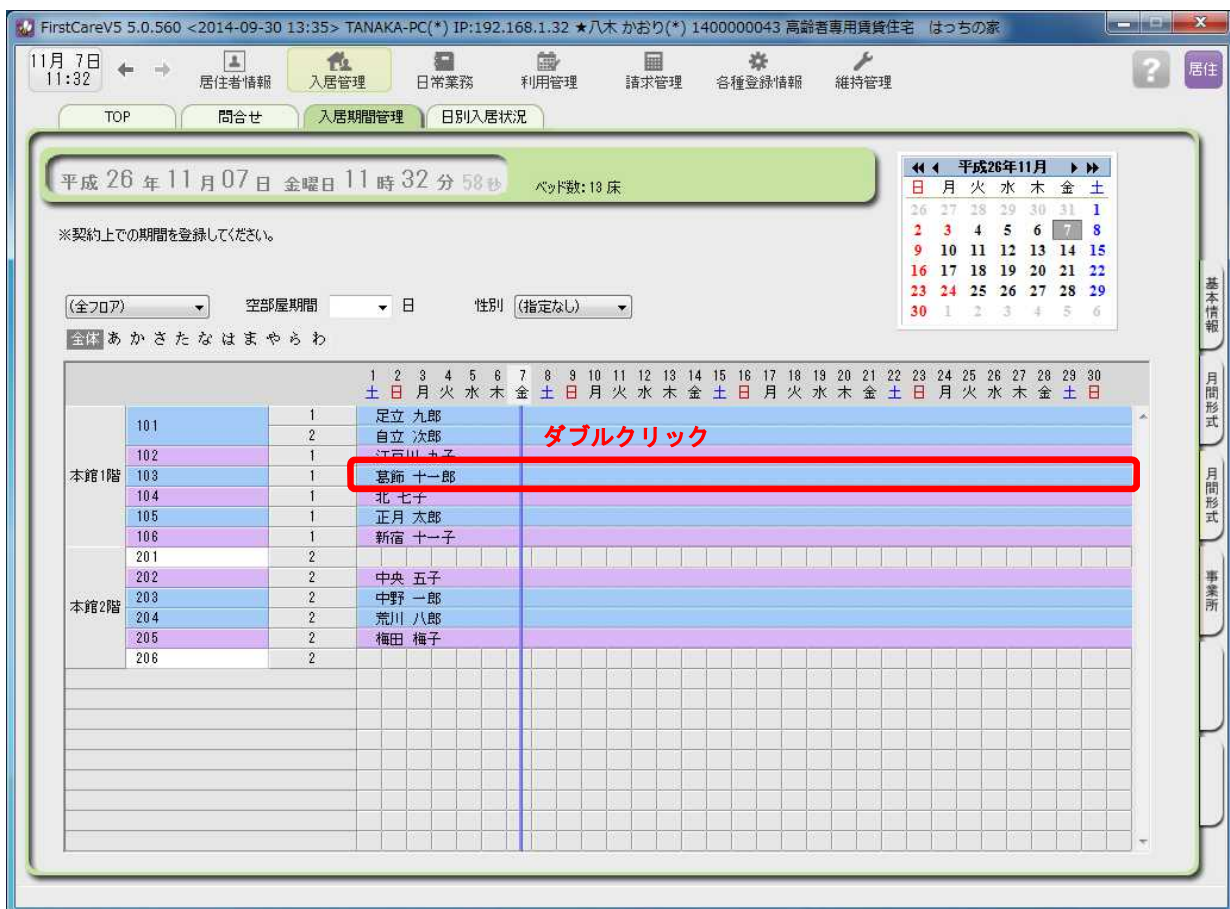 FirstCareV5 5.0.560 <2014-09-30 13:35> TANAKA-PC(*) IP:192.168.1.32 ★八木 かおり(*) 1400000043 高齢者専用賃貸住宅 はっちの家
11月 7日
11:32
居住者情報 入居管理 日常業務 利用管理 請求管理 各種登録情報 維持管理
? 居住
TOP 問合せ 入居期間管理 日別入居状況
平成 26 年 11 月 07 日 金曜日 11 時 32 分 58 秒 ベッド数:13 床
平成26年11月
日 月 火 水 木 金 土
26 27 28 29 30 31 1
2 3 4 5 6 7 8
9 10 11 12 13 14 15
16 17 18 19 20 21 22
23 24 25 26 27 28 29
30 1 2 3 4 5 6
※契約上での期間を登録してください。
(全フロア) 空部屋期間 日 性別 (指定なし)
全体 あ か さ た な は ま や ら わ
基本情報
月間形式
月間形式
事業所
1 2 3 4 5 6 7 8 9 10 11 12 13 14 15 16 17 18 19 20 21 22 23 24 25 26 27 28 29 30
土 日 月 火 水 木 金 土 日 月 火 水 木 金 土 日 月 火 水 木 金 土 日 月 火 水 木 金 土 日
本館1階
101 1 足立 九郎
2 自立 次郎
ダブルクリック
102 1 江戸川 九子
103 1 葛飾 十一郎
104 1 北 七子
105 1 正月 太郎
106 1 新宿 十一子
本館2階
201 2
202 2 中央 五子
203 2 中野 一郎
204 2 荒川 八郎
205 2 梅田 梅子
206 2